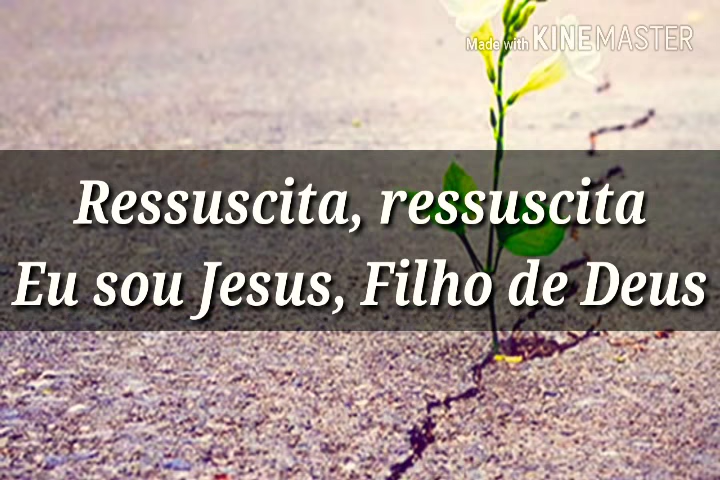 Made with KINEMASTER
Ressuscita, ressuscita
Eu sou Jesus, Filho de Deus